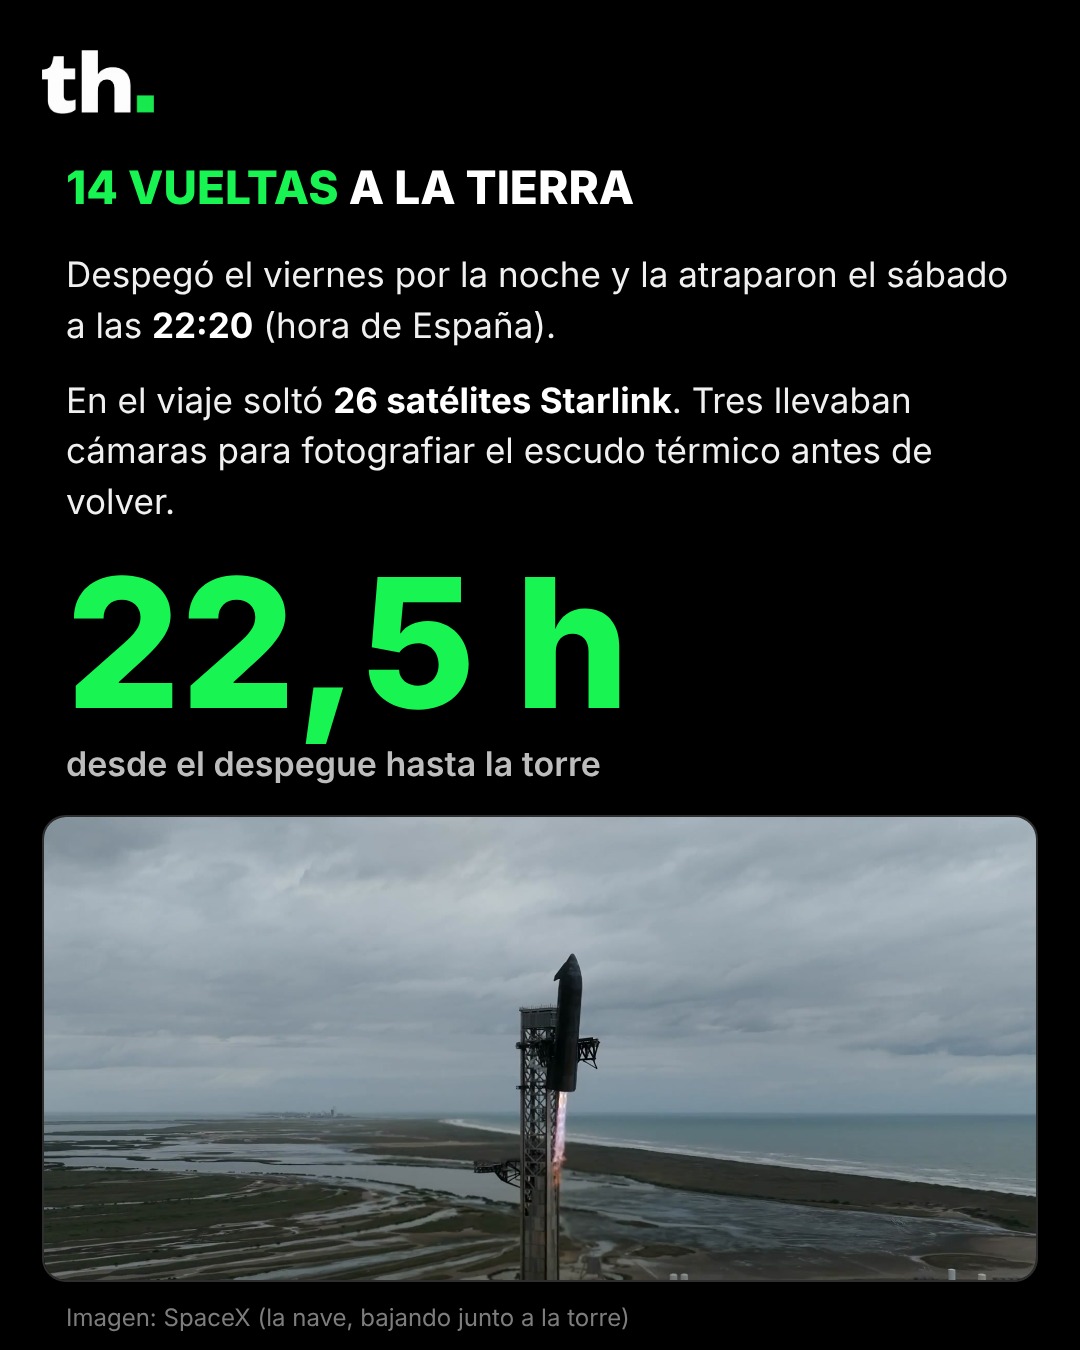 th.
14 VUELTAS A LA TIERRA
Despegó el viernes por la noche y la atraparon el sábado
a las 22:20 (hora de España).
En el viaje soltó 26 satélites Starlink. Tres llevaban
cámaras para fotografiar el escudo térmico antes de
volver.
22,5 h
desde el despegue hasta la torre
Imagen: SpaceX (la nave, bajando junto a la torre)